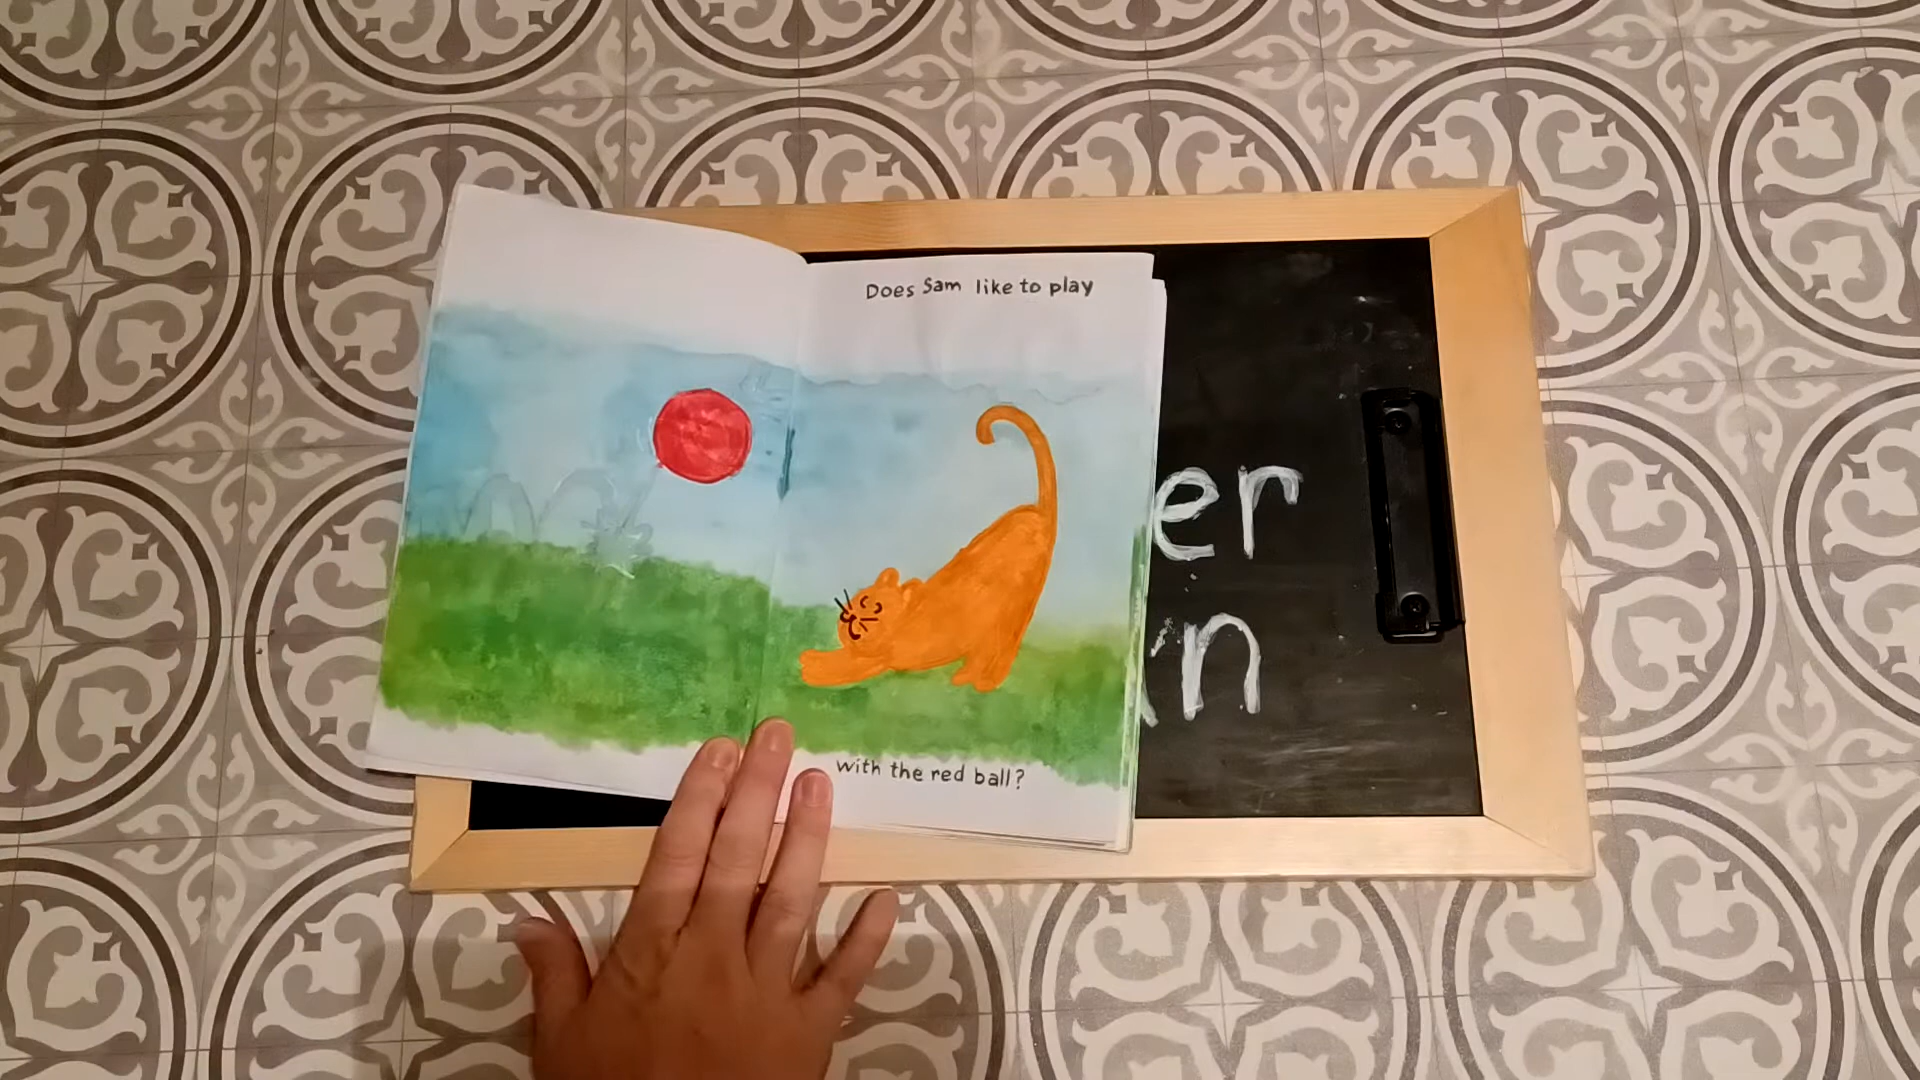 Does Sam like to play
with the red ball?
er